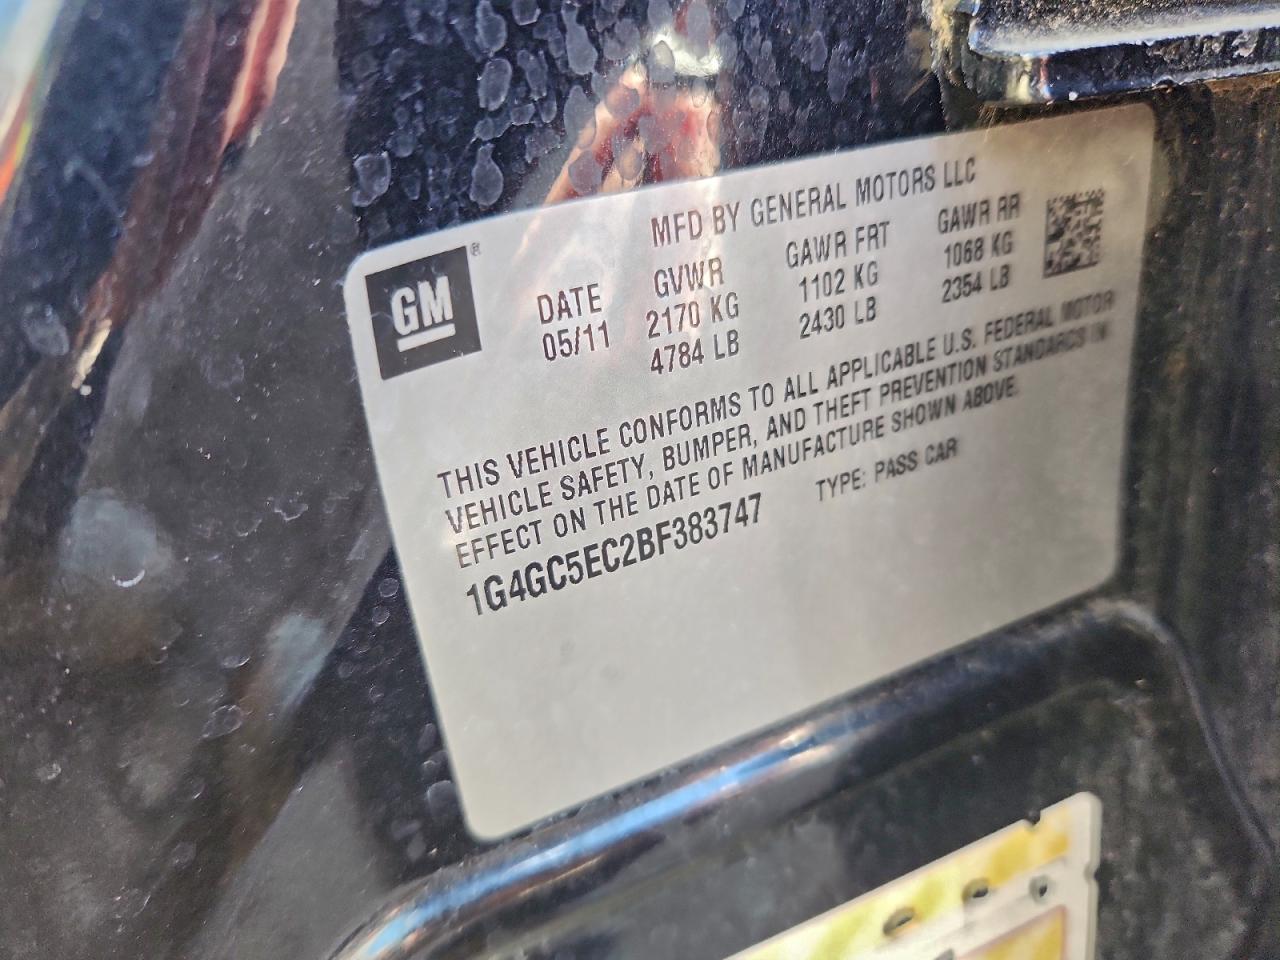 GM ®
MFD BY GENERAL MOTORS LLC
DATE GVWR GAWR FRT GAWR RR
05/11 2170 KG 1102 KG 1068 KG
4784 LB 2430 LB 2354 LB
THIS VEHICLE CONFORMS TO ALL APPLICABLE U.S. FEDERAL MOTOR
VEHICLE SAFETY, BUMPER, AND THEFT PREVENTION STANDARDS IN
EFFECT ON THE DATE OF MANUFACTURE SHOWN ABOVE.
1G4GC5EC2BF383747 TYPE: PASS CAR